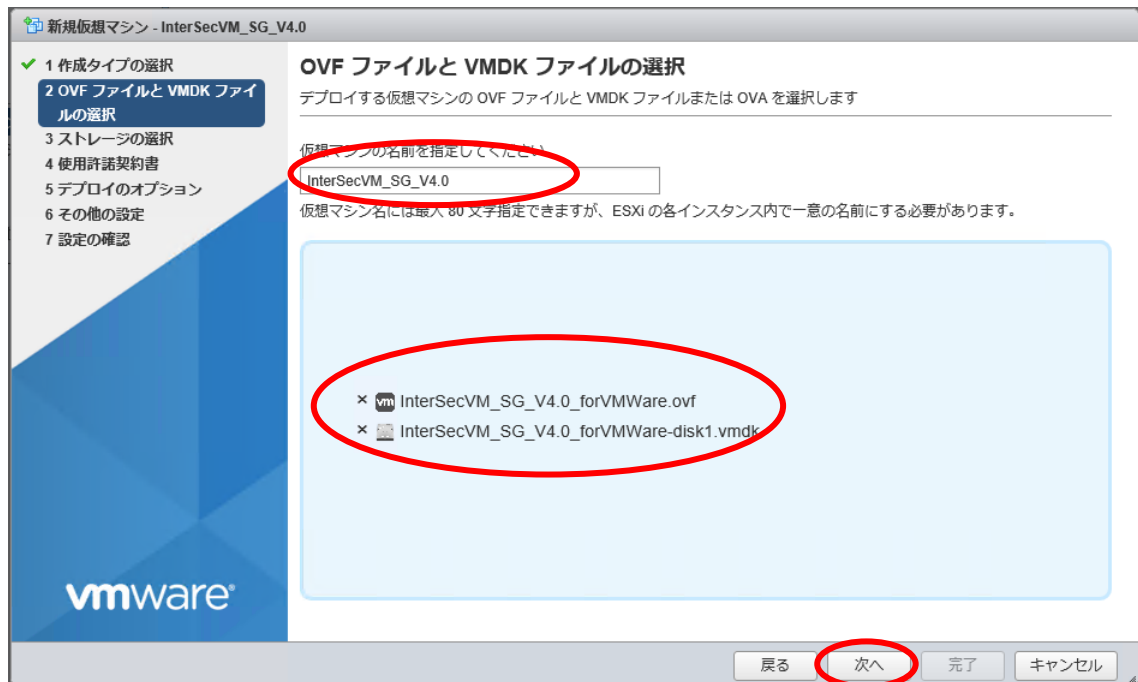 新規仮想マシン - InterSecVM_SG_V4.0
1 作成タイプの選択
2 OVF ファイルと VMDK ファイ
ルの選択
3 ストレージの選択
4 使用許諾契約書
5 デプロイのオプション
6 その他の設定
7 設定の確認
vmware
OVF ファイルと VMDK ファイルの選択
デプロイする仮想マシンの OVF ファイルと VMDK ファイルまたは OVA を選択します
仮想マシンの名前を指定してください
InterSecVM_SG_V4.0
仮想マシン名には最大 80 文字指定できますが、ESXi の各インスタンス内で一意の名前にする必要があります。
× vm InterSecVM_SG_V4.0_forVMWare.ovf
× InterSecVM_SG_V4.0_forVMWare-disk1.vmdk
戻る 次へ 完了 キャンセル